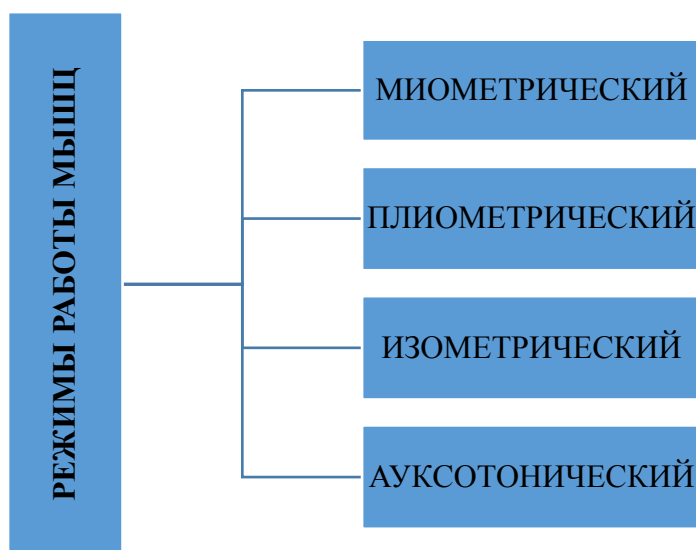 РЕЖИМЫ РАБОТЫ МЫШЦ
МИОМЕТРИЧЕСКИЙ
ПЛИОМЕТРИЧЕСКИЙ
ИЗОМЕТРИЧЕСКИЙ
АУКСОТОНИЧЕСКИЙ